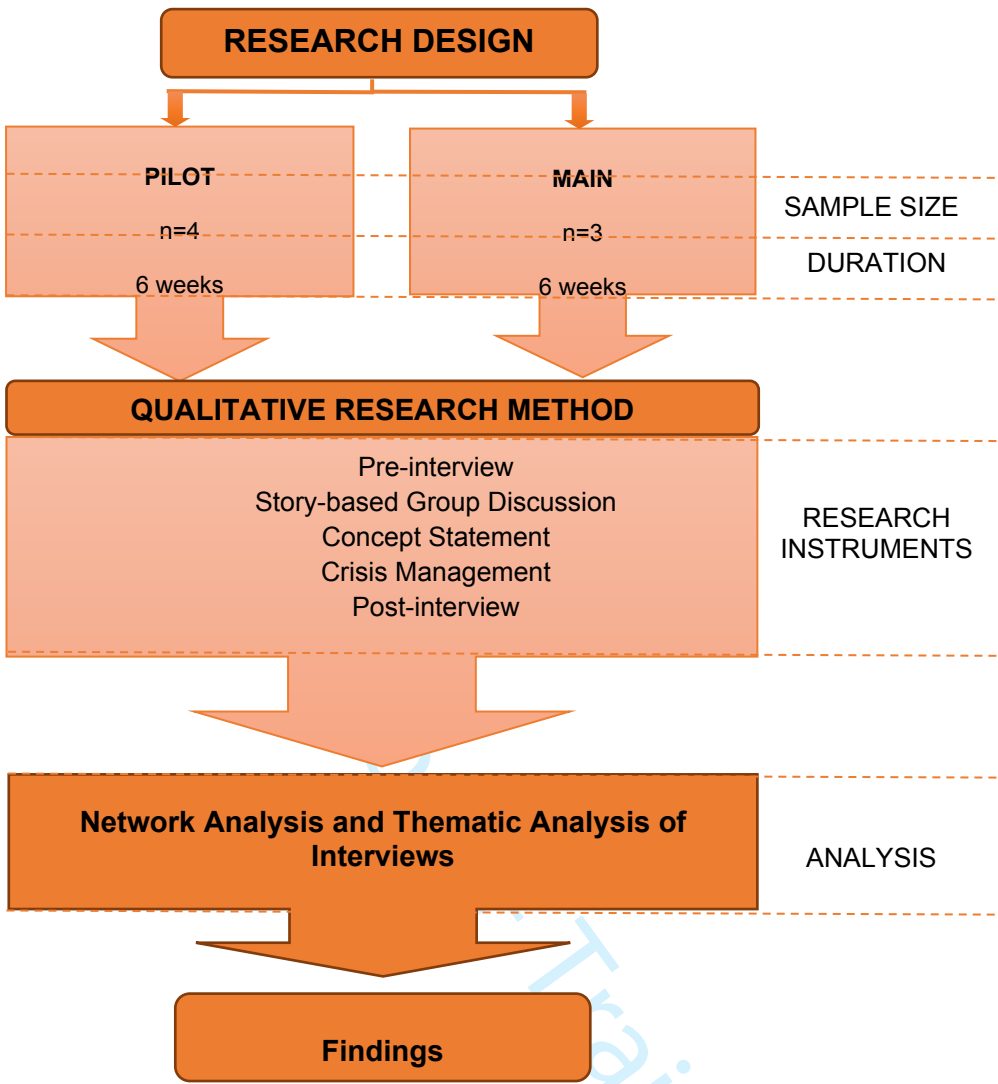 RESEARCH DESIGN
PILOT
MAIN
n=4
n=3
SAMPLE SIZE
6 weeks
6 weeks
DURATION
QUALITATIVE RESEARCH METHOD
Pre-interview
Story-based Group Discussion
Concept Statement
Crisis Management
Post-interview
RESEARCH
INSTRUMENTS
Network Analysis and Thematic Analysis of
Interviews
ANALYSIS
Findings